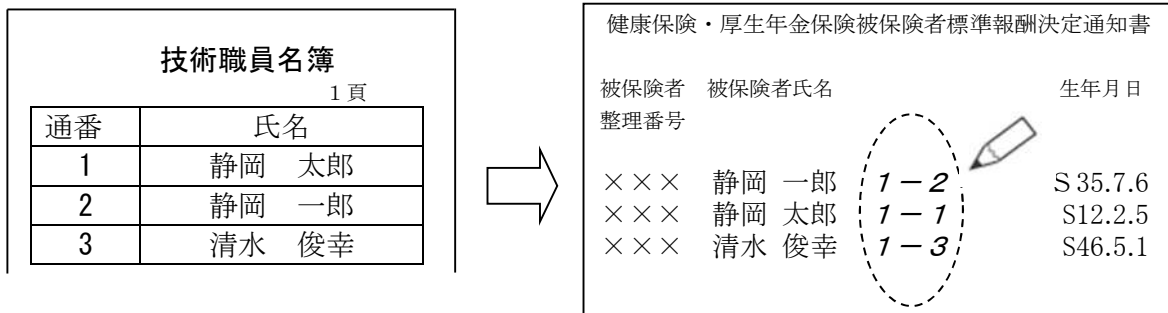 技術職員名簿
1頁
通番 氏名
1 静岡 太郎
2 静岡 一郎
3 清水 俊幸
健康保険・厚生年金保険被保険者標準報酬決定通知書
被保険者 被保険者氏名 生年月日
整理番号
××× 静岡 一郎 1-2 S35.7.6
××× 静岡 太郎 1-1 S12.2.5
××× 清水 俊幸 1-3 S46.5.1